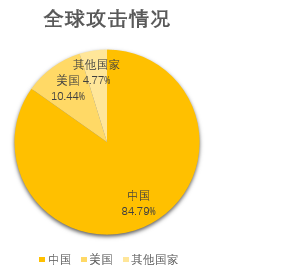 全球攻击情况
其他国家
美国 4.77%
10.44%
中国
84.79%
中国 美国 其他国家